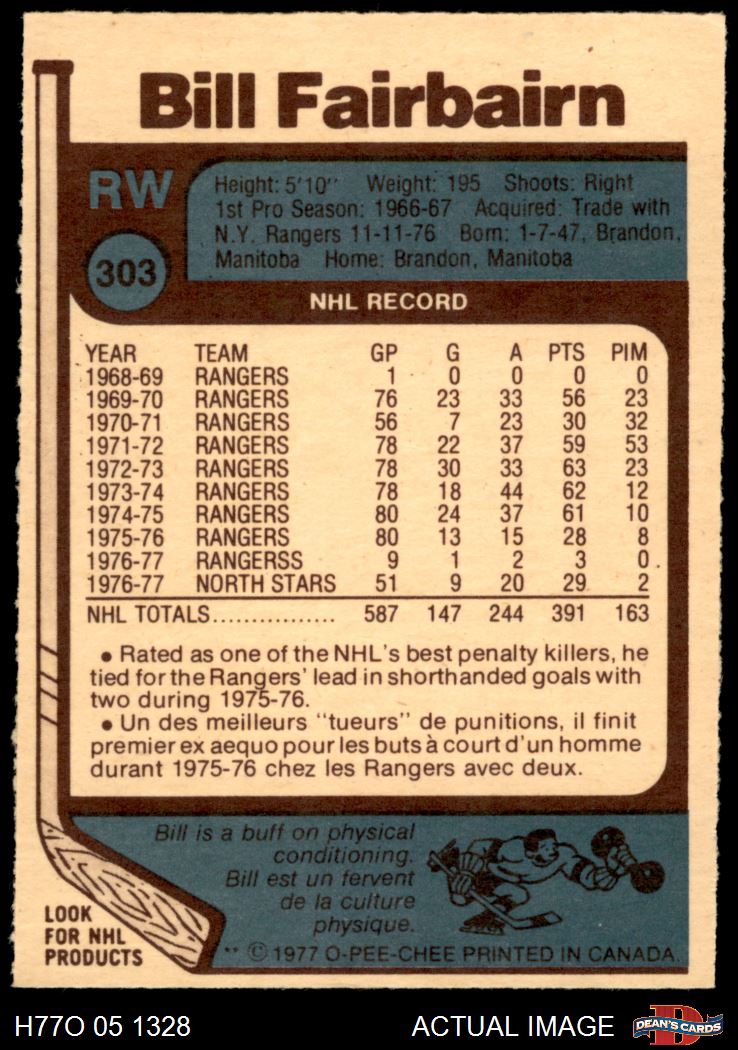 Bill Fairbairn
RW
Height: 5'10'' Weight: 195 Shoots: Right
1st Pro Season: 1966-67 Acquired: Trade with
N.Y. Rangers 11-11-76 Born: 1-7-47, Brandon,
Manitoba Home: Brandon, Manitoba
303
NHL RECORD
YEAR TEAM GP G A PTS PIM
1968-69 RANGERS 1 0 0 0 0
1969-70 RANGERS 76 23 33 56 23
1970-71 RANGERS 56 7 23 30 32
1971-72 RANGERS 78 22 37 59 53
1972-73 RANGERS 78 30 33 63 23
1973-74 RANGERS 78 18 44 62 12
1974-75 RANGERS 80 24 37 61 10
1975-76 RANGERS 80 13 15 28 8
1976-77 RANGERSS 9 1 2 3 0
1976-77 NORTH STARS 51 9 20 29 2
NHL TOTALS................ 587 147 244 391 163
• Rated as one of the NHL's best penalty killers, he
tied for the Rangers' lead in shorthanded goals with
two during 1975-76.
• Un des meilleurs "tueurs" de punitions, il finit
premier ex aequo pour les buts à court d'un homme
durant 1975-76 chez les Rangers avec deux.
Bill is a buff on physical
conditioning.
Bill est un fervent
de la culture
physique.
LOOK
FOR NHL
PRODUCTS
** © 1977 O-PEE-CHEE PRINTED IN CANADA.
H77O 05 1328
ACTUAL IMAGE
D
DEAN'S CARDS